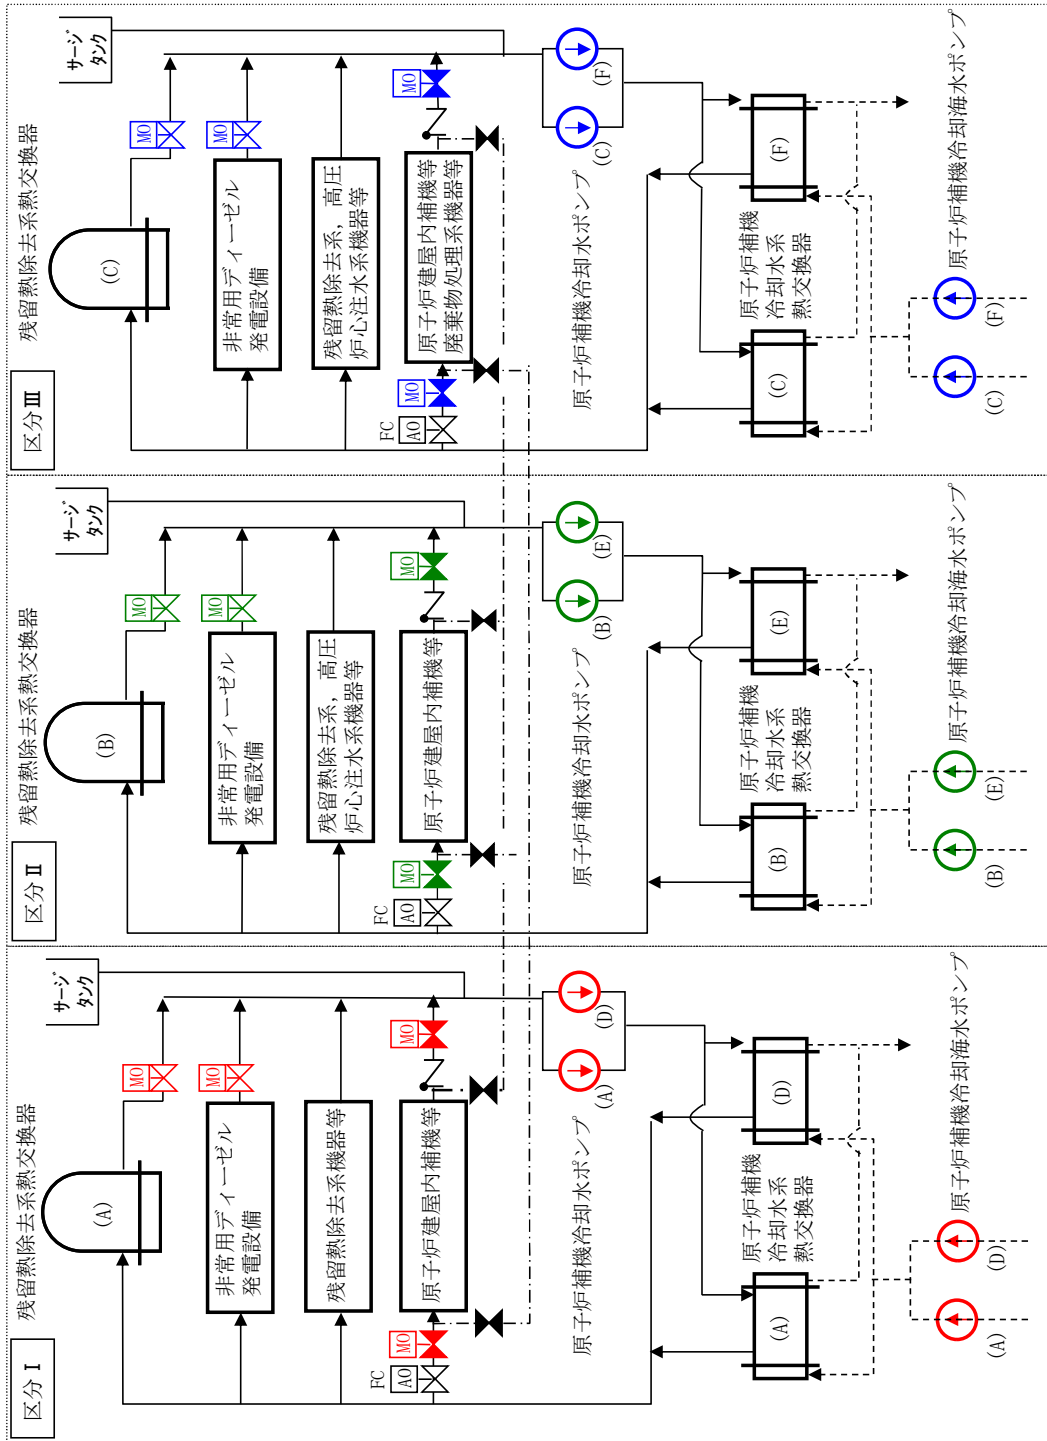 区分Ⅰ
残留熱除去系熱交換器
サージ
タンク
(A)
MO
MO
非常用ディーゼル
発電設備
残留熱除去系機器等
FC
AO
MO
原子炉建屋内補機等
MO
原子炉補機冷却水ポンプ
(A)
(D)
原子炉補機
冷却水系
熱交換器
(A)
(D)
原子炉補機冷却海水ポンプ
(A)
(D)
区分Ⅱ
残留熱除去系熱交換器
サージ
タンク
(B)
MO
MO
非常用ディーゼル
発電設備
残留熱除去系，高圧
炉心注水系機器等
FC
AO
MO
原子炉建屋内補機等
MO
原子炉補機冷却水ポンプ
(B)
(E)
原子炉補機
冷却水系
熱交換器
(B)
(E)
原子炉補機冷却海水ポンプ
(B)
(E)
区分Ⅲ
残留熱除去系熱交換器
サージ
タンク
(C)
MO
MO
非常用ディーゼル
発電設備
残留熱除去系，高圧
炉心注水系機器等
FC
AO
MO
原子炉建屋内補機等
廃棄物処理系機器等
MO
原子炉補機冷却水ポンプ
(C)
(F)
原子炉補機
冷却水系
熱交換器
(C)
(F)
原子炉補機冷却海水ポンプ
(C)
(F)